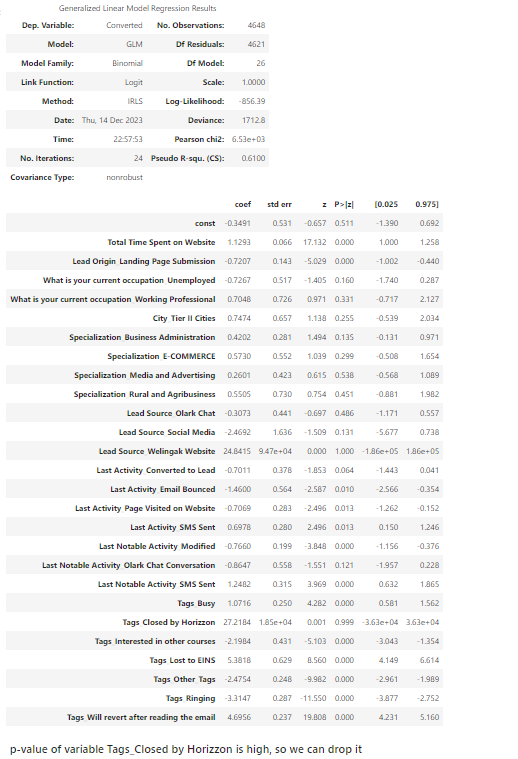 Generalized Linear Model Regression Results
Dep. Variable: Converted No. Observations: 4648
Model: GLM Df Residuals: 4621
Model Family: Binomial Df Model: 26
Link Function: Logit Scale: 1.0000
Method: IRLS Log-Likelihood: -856.39
Date: Thu, 14 Dec 2023 Deviance: 1712.8
Time: 22:57:53 Pearson chi2: 6.53e+03
No. Iterations: 24 Pseudo R-squ. (CS): 0.6100
Covariance Type: nonrobust
coef std err z P>|z| [0.025 0.975]
const -0.3491 0.531 -0.657 0.511 -1.390 0.692
Total Time Spent on Website 1.1293 0.066 17.132 0.000 1.000 1.258
Lead Origin Landing Page Submission -0.7207 0.143 -5.029 0.000 -1.002 -0.440
What is your current occupation Unemployed -0.7267 0.517 -1.405 0.160 -1.740 0.287
What is your current occupation Working Professional 0.7048 0.726 0.971 0.331 -0.717 2.127
City Tier II Cities 0.7474 0.657 1.138 0.255 -0.539 2.034
Specialization Business Administration 0.4202 0.281 1.494 0.135 -0.131 0.971
Specialization E-COMMERCE 0.5730 0.552 1.039 0.299 -0.508 1.654
Specialization Media and Advertising 0.2601 0.423 0.615 0.538 -0.568 1.089
Specialization Rural and Agribusiness 0.5505 0.730 0.754 0.451 -0.881 1.982
Lead Source Olark Chat -0.3073 0.441 -0.697 0.486 -1.171 0.557
Lead Source Social Media -2.4692 1.636 -1.509 0.131 -5.677 0.738
Lead Source Welingak Website 24.8415 9.47e+04 0.000 1.000 -1.86e+05 1.86e+05
Last Activity Converted to Lead -0.7011 0.378 -1.853 0.064 -1.443 0.041
Last Activity Email Bounced -1.4600 0.564 -2.587 0.010 -2.566 -0.354
Last Activity Page Visited on Website -0.7069 0.283 -2.496 0.013 -1.262 -0.152
Last Activity SMS Sent 0.6978 0.280 2.496 0.013 0.150 1.246
Last Notable Activity Modified -0.7660 0.199 -3.848 0.000 -1.156 -0.376
Last Notable Activity Olark Chat Conversation -0.8647 0.558 -1.551 0.121 -1.957 0.228
Last Notable Activity SMS Sent 1.2482 0.315 3.969 0.000 0.632 1.865
Tags Busy 1.0716 0.250 4.282 0.000 0.581 1.562
Tags Closed by Horizzon 27.2184 1.85e+04 0.001 0.999 -3.63e+04 3.63e+04
Tags Interested in other courses -2.1984 0.431 -5.103 0.000 -3.043 -1.354
Tags Lost to EINS 5.3818 0.629 8.560 0.000 4.149 6.614
Tags Other Tags -2.4754 0.248 -9.982 0.000 -2.961 -1.989
Tags Ringing -3.3147 0.287 -11.550 0.000 -3.877 -2.752
Tags Will revert after reading the email 4.6956 0.237 19.808 0.000 4.231 5.160
p-value of variable Tags_Closed by Horizzon is high, so we can drop it